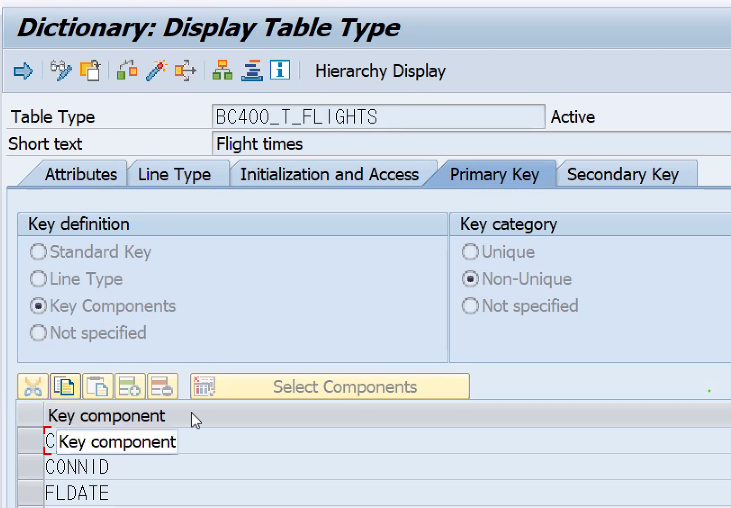 Dictionary: Display Table Type
Hierarchy Display
Table Type BC400_T_FLIGHTS Active
Short text Flight times
Attributes Line Type Initialization and Access Primary Key Secondary Key
Key definition Key category
Standard Key Unique
Line Type Non-Unique
Key Components Not specified
Not specified
Select Components
Key component
C Key component
CONNID
FLDATE